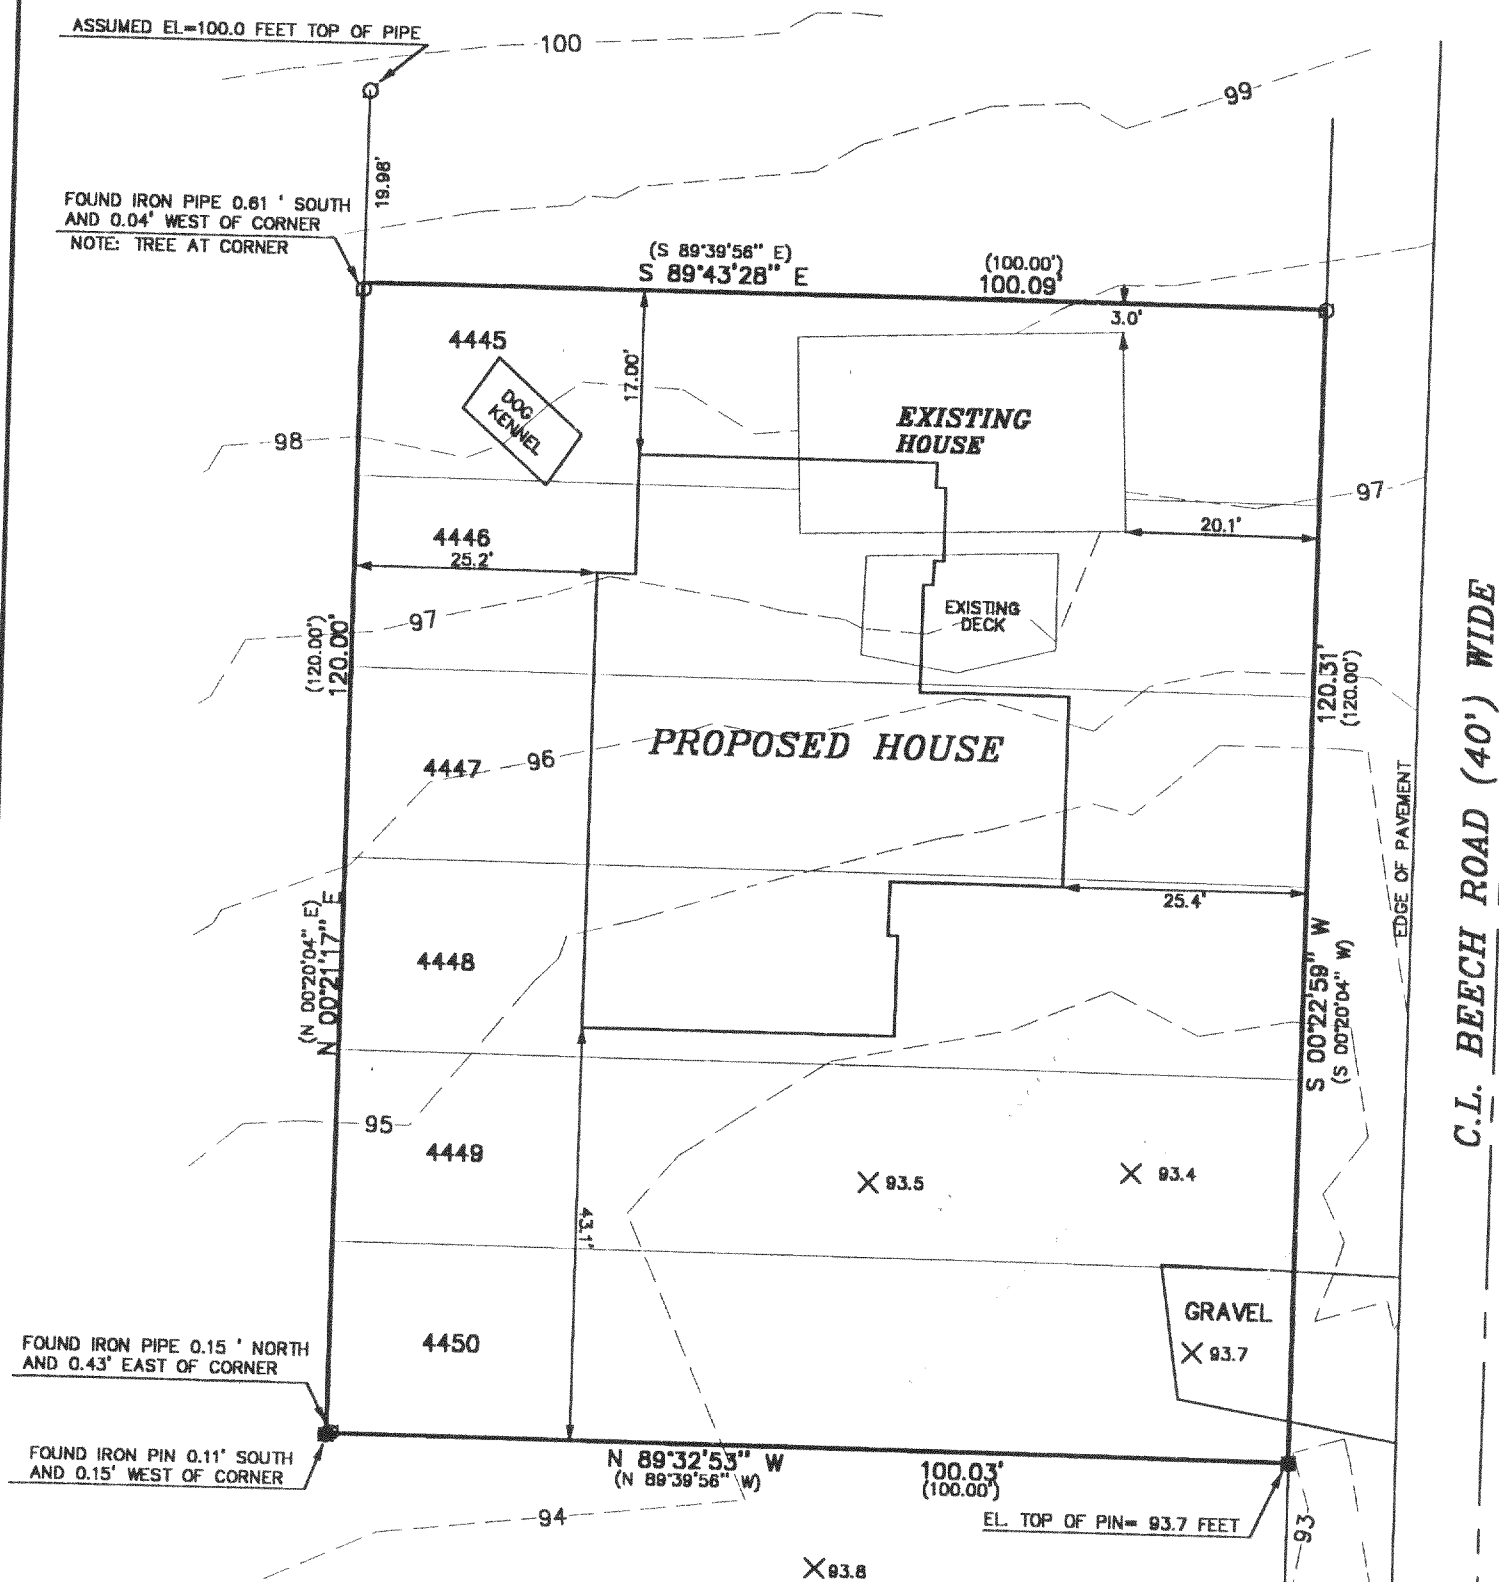 ASSUMED EL=100.0 FEET TOP OF PIPE
100
99
19.98'
FOUND IRON PIPE 0.61 ' SOUTH
AND 0.04' WEST OF CORNER
NOTE: TREE AT CORNER
(S 89°39'56" E)
S 89°43'28" E
(100.00')
100.09'
3.0'
4445
17.00'
DOG
KENNEL
EXISTING
HOUSE
98
97
4446
25.2'
20.1'
97
EXISTING
DECK
(120.00')
120.00'
120.31'
(120.00')
C.L. BEECH ROAD (40') WIDE
PROPOSED HOUSE
96
4447
EDGE OF PAVEMENT
25.4'
(N 00°20'04" E)
N 00°21'17" E
4448
S 00°22'59" W
(S 00°20'04" W)
95
4449
93.5
93.4
43.1'
GRAVEL
93.7
4450
FOUND IRON PIPE 0.15 ' NORTH
AND 0.43' EAST OF CORNER
FOUND IRON PIN 0.11' SOUTH
AND 0.15' WEST OF CORNER
N 89°32'53" W
(N 89°39'56" W)
100.03'
(100.00')
94
EL. TOP OF PIN= 93.7 FEET
93
93.8